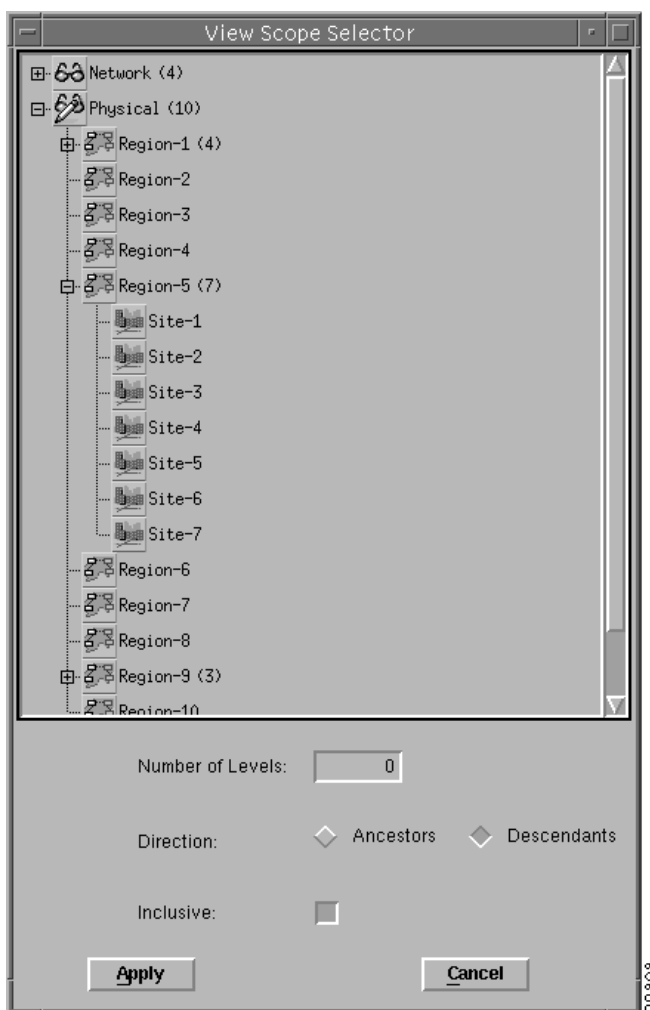 View Scope Selector
Network (4)
Physical (10)
Region-1 (4)
Region-2
Region-3
Region-4
Region-5 (7)
Site-1
Site-2
Site-3
Site-4
Site-5
Site-6
Site-7
Region-6
Region-7
Region-8
Region-9 (3)
Region-10
Number of Levels: 0
Direction: Ancestors Descendants
Inclusive:
Apply Cancel